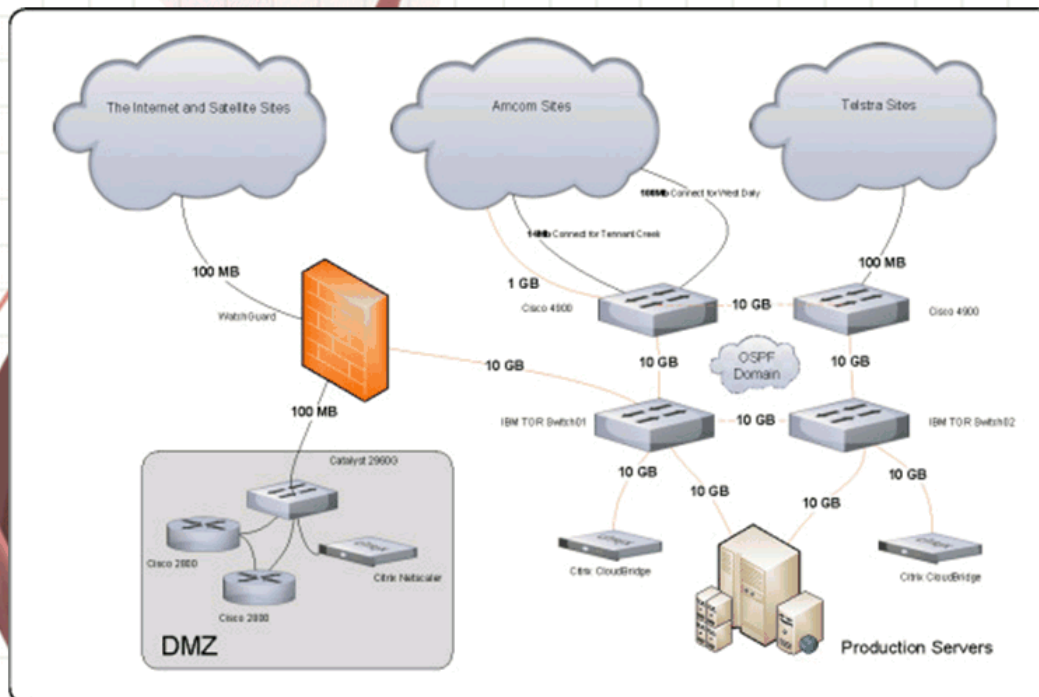 The Internet and Satellite Sites
Amcom Sites
Telstra Sites
Connect for West Daly
Connect for Tennant Creek
100 MB
1 GB
100 MB
WatchGuard
Cisco 4900
10 GB
Cisco 4900
10 GB
10 GB
OSPF
Domain
10 GB
100 MB
IBM TOR Switch01
10 GB
IBM TOR Switch02
Catalyst 2960G
10 GB
10 GB
10 GB
10 GB
Cisco 2800
Citrix Netscaler
Cisco 2800
CITRIX
Citrix CloudBridge
CITRIX
Citrix CloudBridge
DMZ
Production Servers